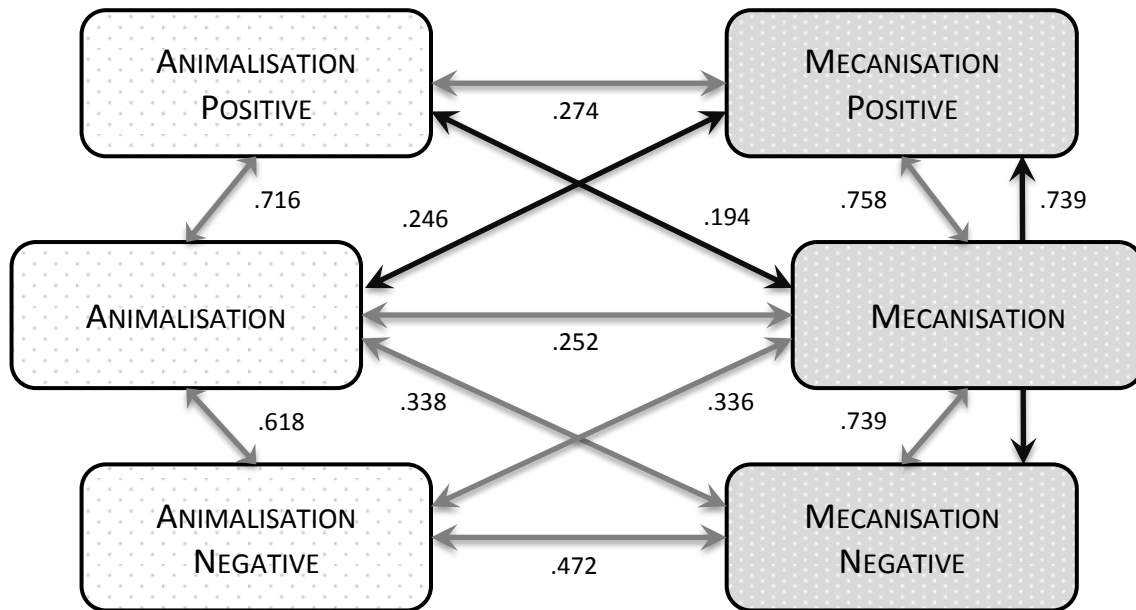 ANIMALISATION
POSITIVE
MECANISATION
POSITIVE
.274
.716
.246
.194
.758
.739
ANIMALISATION
MECANISATION
.252
.618
.338
.336
.739
ANIMALISATION
NEGATIVE
MECANISATION
NEGATIVE
.472